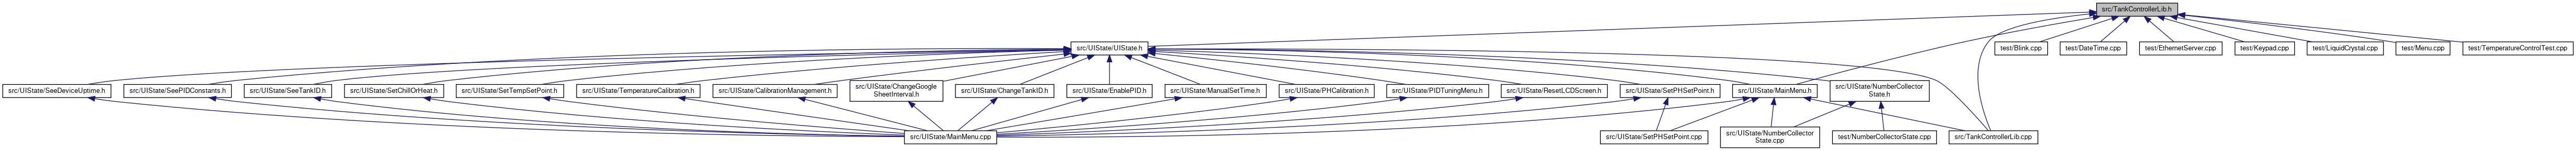 src/TankControllerLib.h
src/UIState/UIState.h
test/Blink.cpp
test/DateTime.cpp
test/EthernetServer.cpp
test/Keypad.cpp
test/LiquidCrystal.cpp
test/Menu.cpp
test/TemperatureControlTest.cpp
src/UIState/SeeDeviceUptime.h
src/UIState/SeePIDConstants.h
src/UIState/SeeTankID.h
src/UIState/SetChillOrHeat.h
src/UIState/SetTempSetPoint.h
src/UIState/TemperatureCalibration.h
src/UIState/CalibrationManagement.h
src/UIState/ChangeGoogle
SheetInterval.h
src/UIState/ChangeTankID.h
src/UIState/EnablePID.h
src/UIState/ManualSetTime.h
src/UIState/PHCalibration.h
src/UIState/PIDTuningMenu.h
src/UIState/ResetLCDScreen.h
src/UIState/SetPHSetPoint.h
src/UIState/MainMenu.h
src/UIState/NumberCollector
State.h
src/UIState/MainMenu.cpp
src/UIState/SetPHSetPoint.cpp
src/UIState/NumberCollector
State.cpp
test/NumberCollectorState.cpp
src/TankControllerLib.cpp